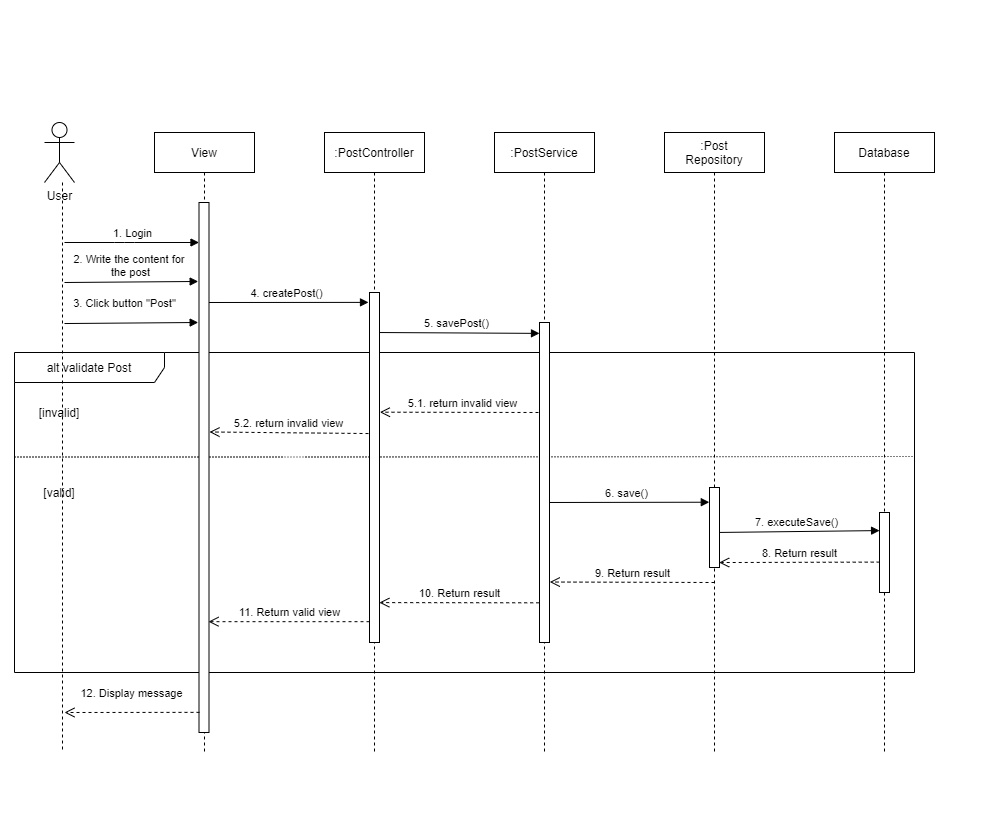 User
View
:PostController
:PostService
:Post
Repository
Database
1. Login
2. Write the content for
the post
3. Click button "Post"
4. createPost()
5. savePost()
alt validate Post
[invalid]
5.1. return invalid view
5.2. return invalid view
[valid]
6. save()
7. executeSave()
8. Return result
9. Return result
10. Return result
11. Return valid view
12. Display message